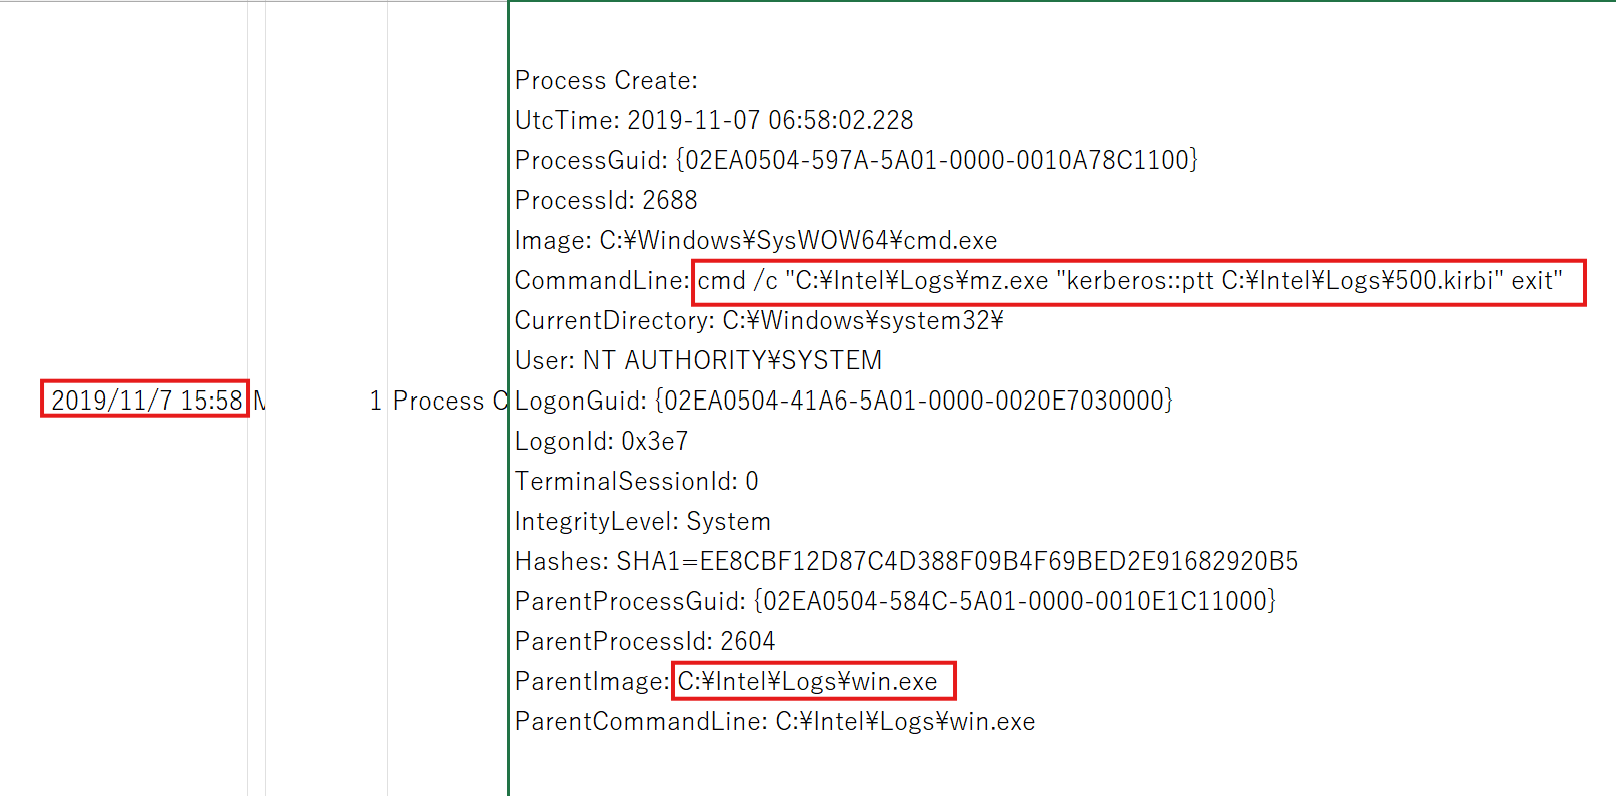 Process Create:
UtcTime: 2019-11-07 06:58:02.228
ProcessGuid: {02EA0504-597A-5A01-0000-0010A78C1100}
ProcessId: 2688
Image: C:¥Windows¥SysWOW64¥cmd.exe
CommandLine: cmd /c "C:¥Intel¥Logs¥mz.exe "kerberos::ptt C:¥Intel¥Logs¥500.kirbi" exit"
CurrentDirectory: C:¥Windows¥system32¥
User: NT AUTHORITY¥SYSTEM
2019/11/7 15:58 M 1 Process C LogonGuid: {02EA0504-41A6-5A01-0000-0020E7030000}
LogonId: 0x3e7
TerminalSessionId: 0
IntegrityLevel: System
Hashes: SHA1=EE8CBF12D87C4D388F09B4F69BED2E91682920B5
ParentProcessGuid: {02EA0504-584C-5A01-0000-0010E1C11000}
ParentProcessId: 2604
ParentImage: C:¥Intel¥Logs¥win.exe
ParentCommandLine: C:¥Intel¥Logs¥win.exe